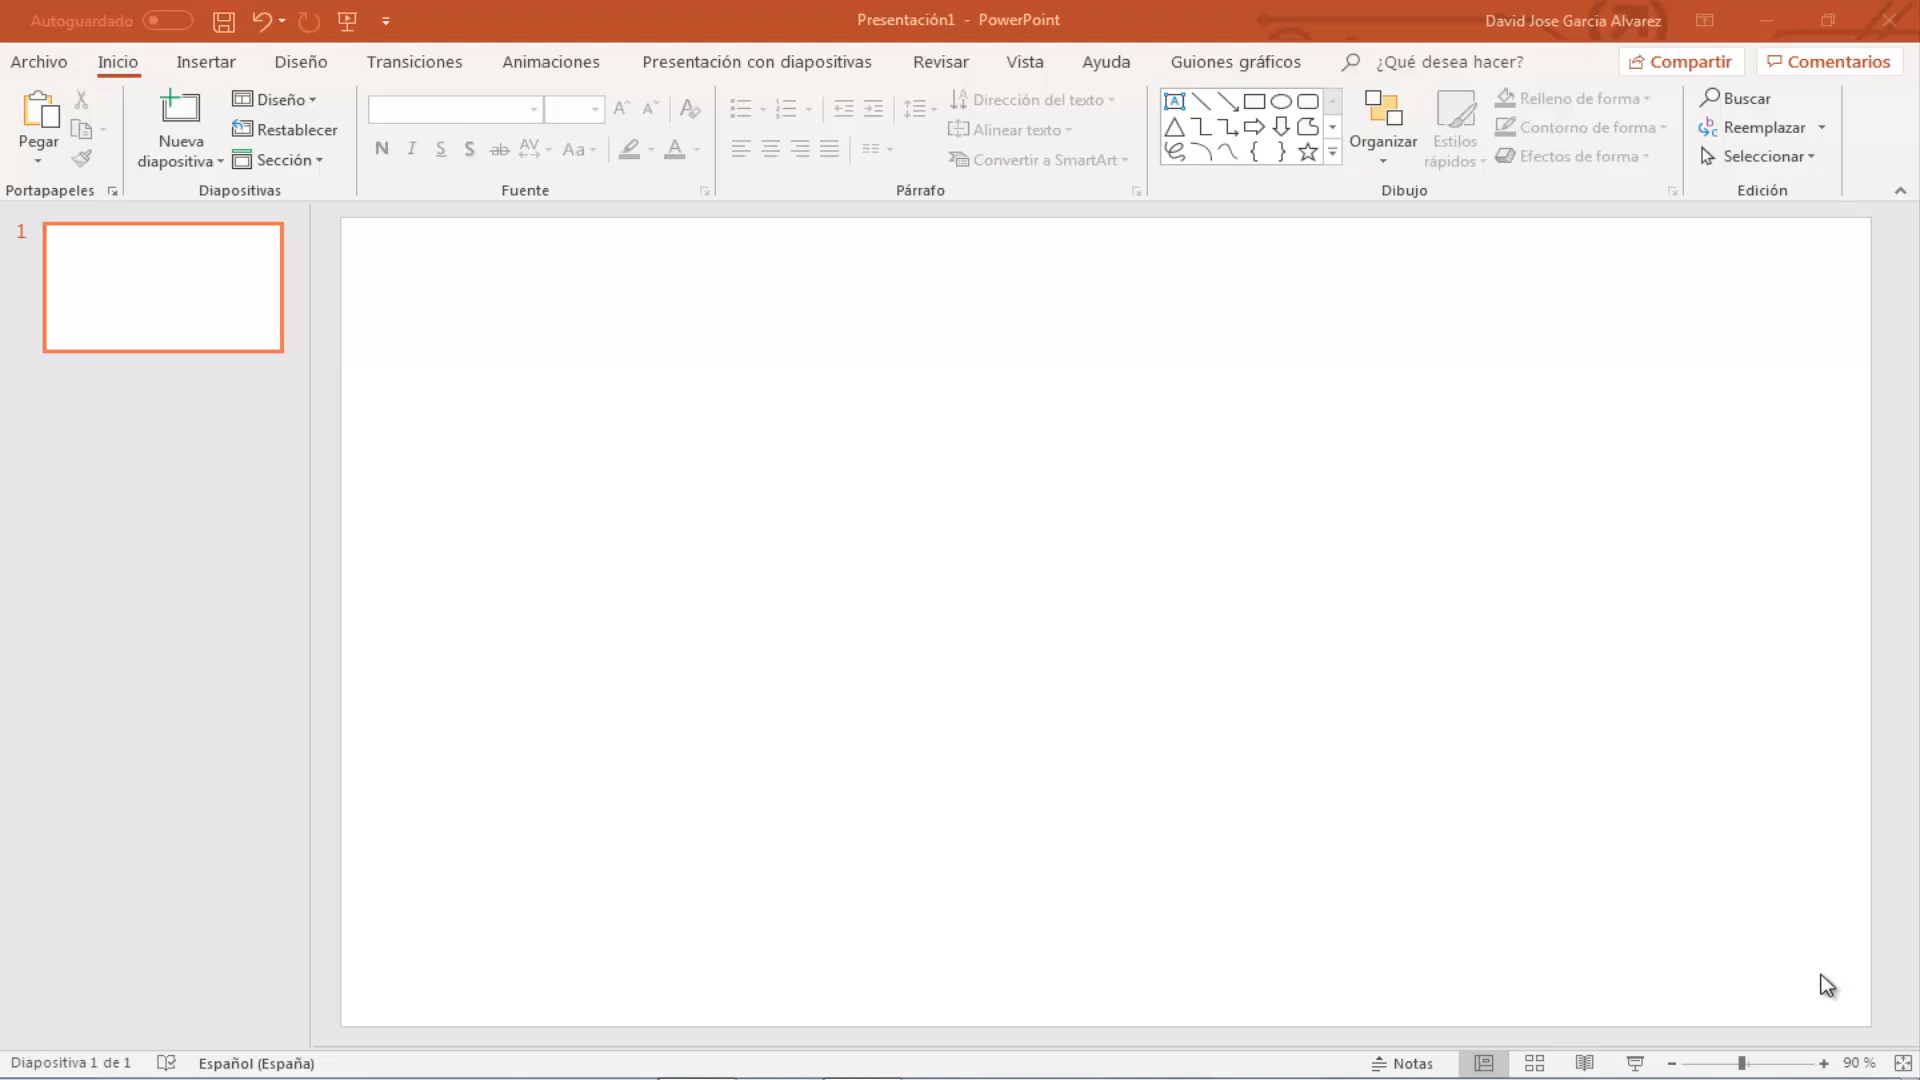 Autoguardado
Presentación1 - PowerPoint
David Jose Garcia Alvarez
Archivo Inicio Insertar Diseño Transiciones Animaciones Presentación con diapositivas Revisar Vista Ayuda Guiones gráficos ¿Qué desea hacer? Compartir Comentarios
Pegar
Portapapeles
Nueva diapositiva
Diseño
Restablecer
Sección
Diapositivas
N I S S ab AV Aa A
Fuente
Dirección del texto
Alinear texto
Convertir a SmartArt
Párrafo
Organizar
Estilos rápidos
Relleno de forma
Contorno de forma
Efectos de forma
Dibujo
Buscar
Reemplazar
Seleccionar
Edición
1
Diapositiva 1 de 1 Español (España) Notas 90 %